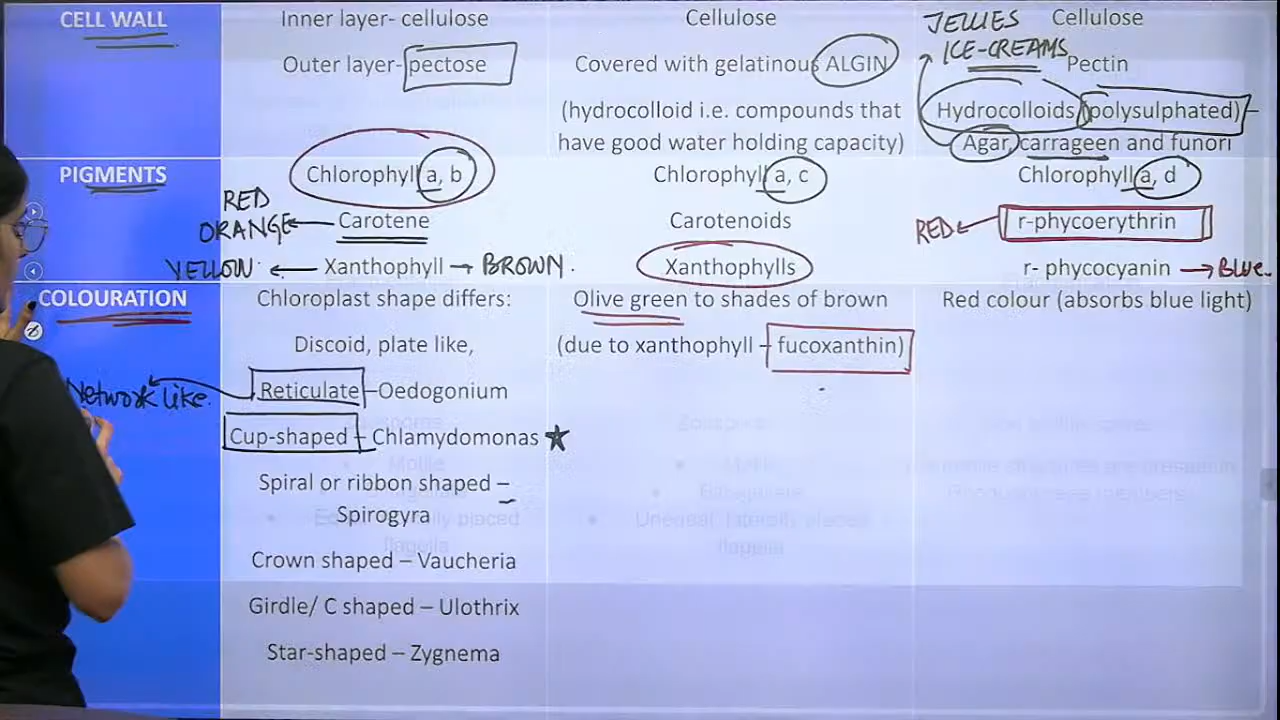 CELL WALL
Inner layer- cellulose
Outer layer- pectose
Cellulose
Covered with gelatinous ALGIN
(hydrocolloid i.e. compounds that
have good water holding capacity)
JELLIES
ICE-CREAMS
Cellulose
Pectin
Hydrocolloids (polysulphated) –
Agar, carrageen and funori
PIGMENTS
Chlorophyll a, b
RED
ORANGE
Carotene
YELLOW
Xanthophyll
BROWN.
Chlorophyll a, c
Carotenoids
Xanthophylls
Chlorophyll a, d
RED
r-phycoerythrin
r- phycocyanin
BLUE.
COLOURATION
Chloroplast shape differs:
Discoid, plate like,
Network like.
Reticulate –Oedogonium
Cup-shaped – Chlamydomonas
Spiral or ribbon shaped –
Spirogyra
Crown shaped – Vaucheria
Girdle/ C shaped – Ulothrix
Star-shaped – Zygnema
Olive green to shades of brown
(due to xanthophyll – fucoxanthin)
Red colour (absorbs blue light)